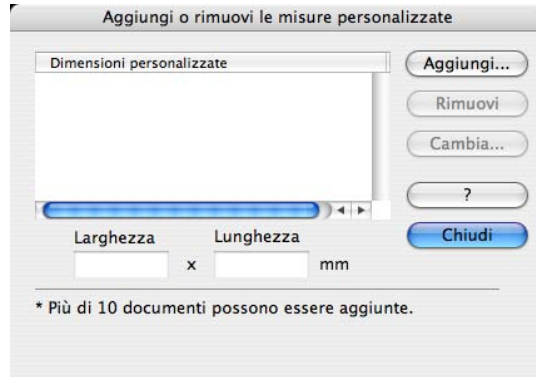 Aggiungi o rimuovi le misure personalizzate
Dimensioni personalizzate
Aggiungi...
Rimuovi
Cambia...
?
Chiudi
Larghezza Lunghezza
x mm
* Più di 10 documenti possono essere aggiunte.